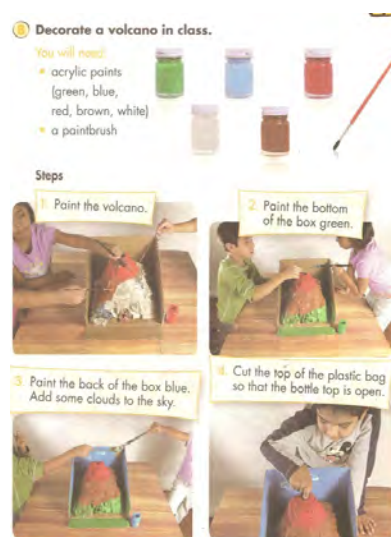 B Decorate a volcano in class.
You will need:
acrylic paints
(green, blue,
red, brown, white)
a paintbrush
Steps
1. Paint the volcano.
2. Paint the bottom
of the box green.
3. Paint the back of the box blue.
Add some clouds to the sky.
4. Cut the top of the plastic bag
so that the bottle top is open.